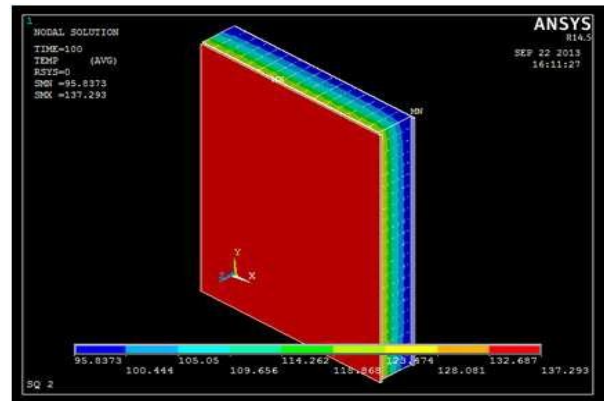 1
NODAL SOLUTION
TIME=100
TEMP (AVG)
RSYS=0
SMN =95.8373
SMX =137.293
ANSYS
R14.5
SEP 22 2013
16:11:27
MX
MN
Y
Z X
95.8373 105.05 114.262 123.474 132.687
100.444 109.656 118.868 128.081 137.293
SQ 2